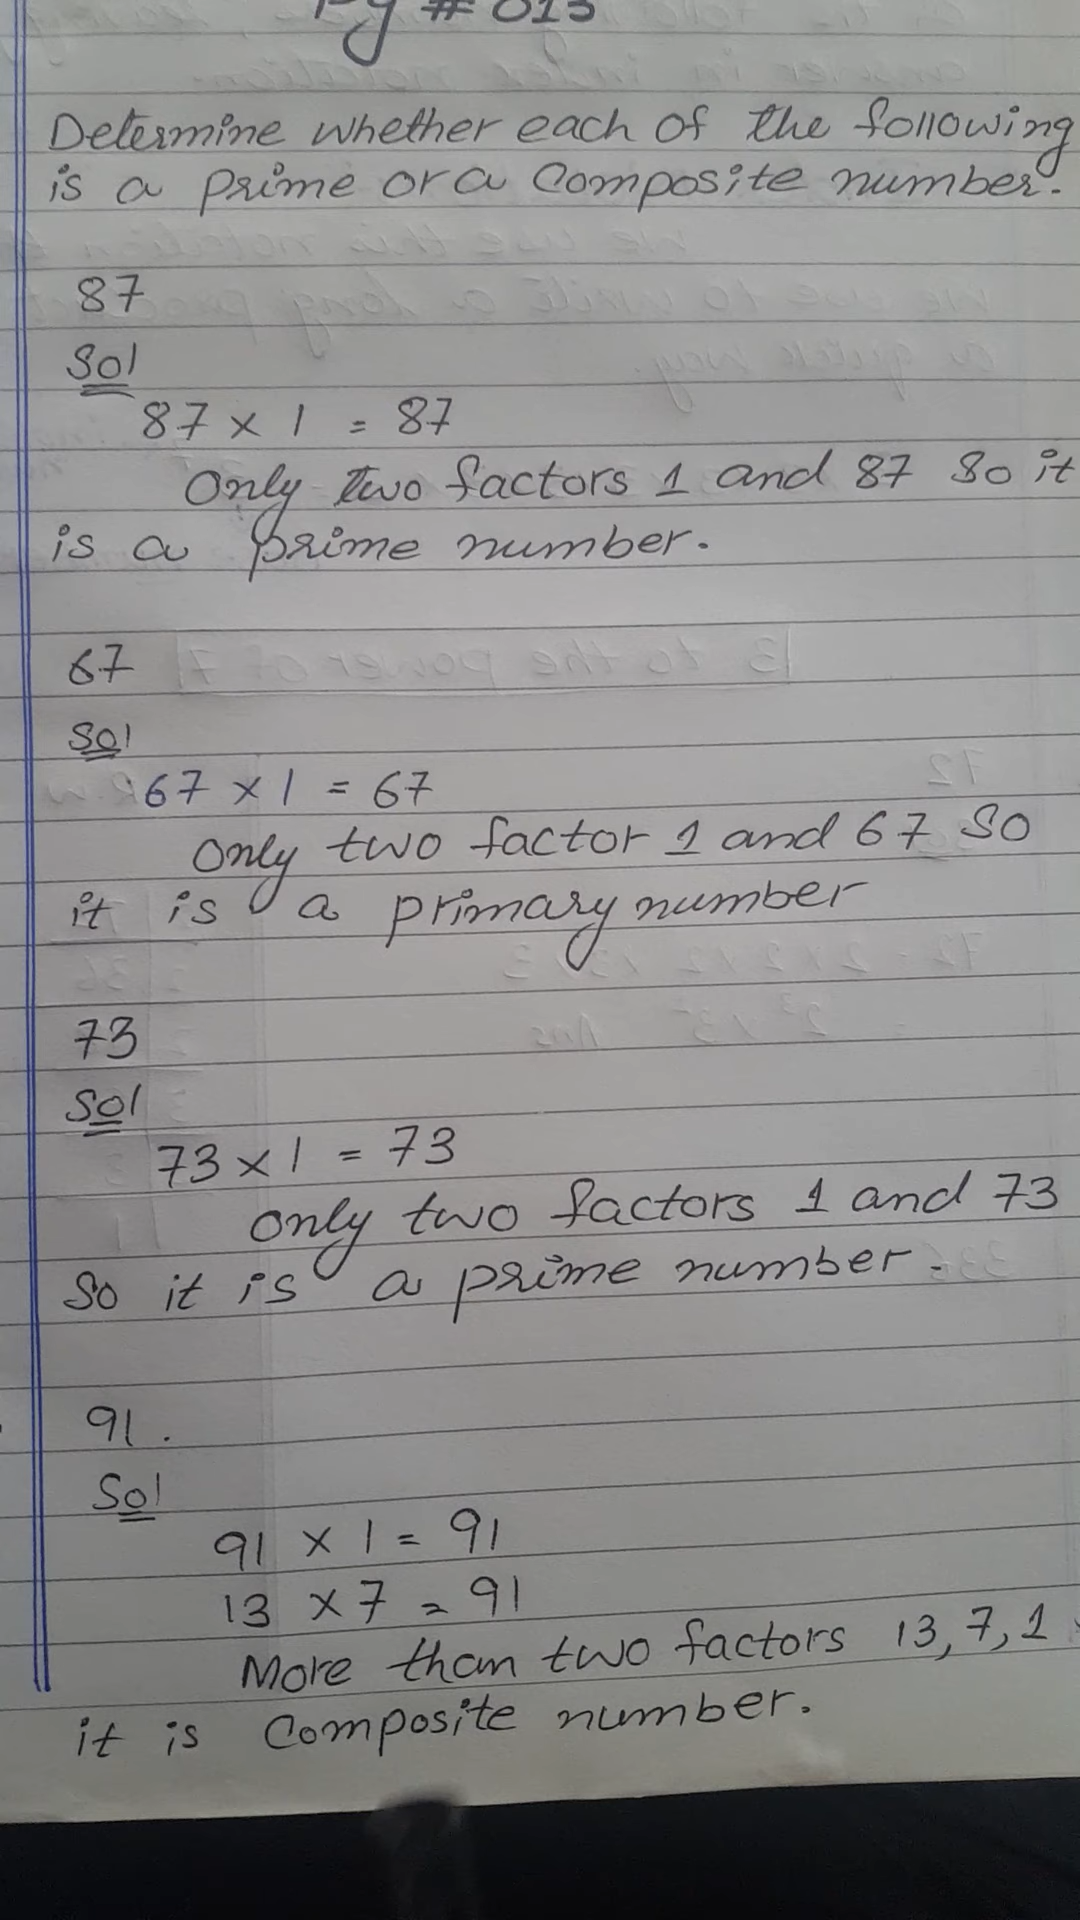 Pg # 013
Determine whether each of the following
is a prime or a Composite number.
87
Sol
87 x 1 = 87
Only two factors 1 and 87 So it
is a prime number.
67
Sol
67 x 1 = 67
Only two factor 1 and 67 So
it is a primary number
73
Sol
73 x 1 = 73
Only two factors 1 and 73
So it is a prime number.
91.
Sol
91 x 1 = 91
13 x 7 = 91
More than two factors 13, 7, 1
it is Composite number.